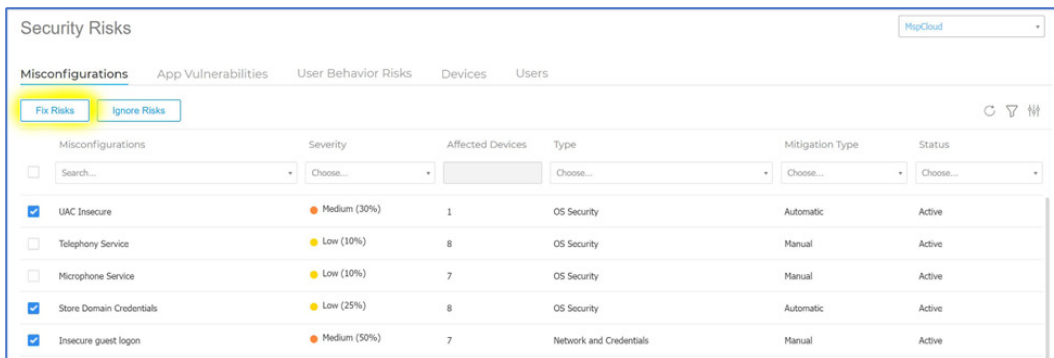 Security Risks
MspCloud
Misconfigurations App Vulnerabilities User Behavior Risks Devices Users
Fix Risks Ignore Risks
Misconfigurations Severity Affected Devices Type Mitigation Type Status
Search... Choose... Choose... Choose... Choose...
UAC Insecure Medium (30%) 1 OS Security Automatic Active
Telephony Service Low (10%) 8 OS Security Manual Active
Microphone Service Low (10%) 7 OS Security Manual Active
Store Domain Credentials Low (25%) 8 OS Security Automatic Active
Insecure guest logon Medium (50%) 7 Network and Credentials Manual Active